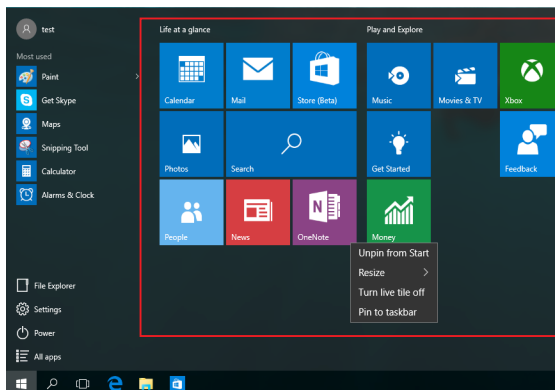 test
Most used
Paint
Get Skype
Maps
Snipping Tool
Calculator
Alarms & Clock
File Explorer
Settings
Power
All apps
Life at a glance
Calendar
Mail
Store (Beta)
Photos
Search
People
News
OneNote
Play and Explore
Music
Movies & TV
Xbox
Get Started
Feedback
Money
Unpin from Start
Resize
Turn live tile off
Pin to taskbar